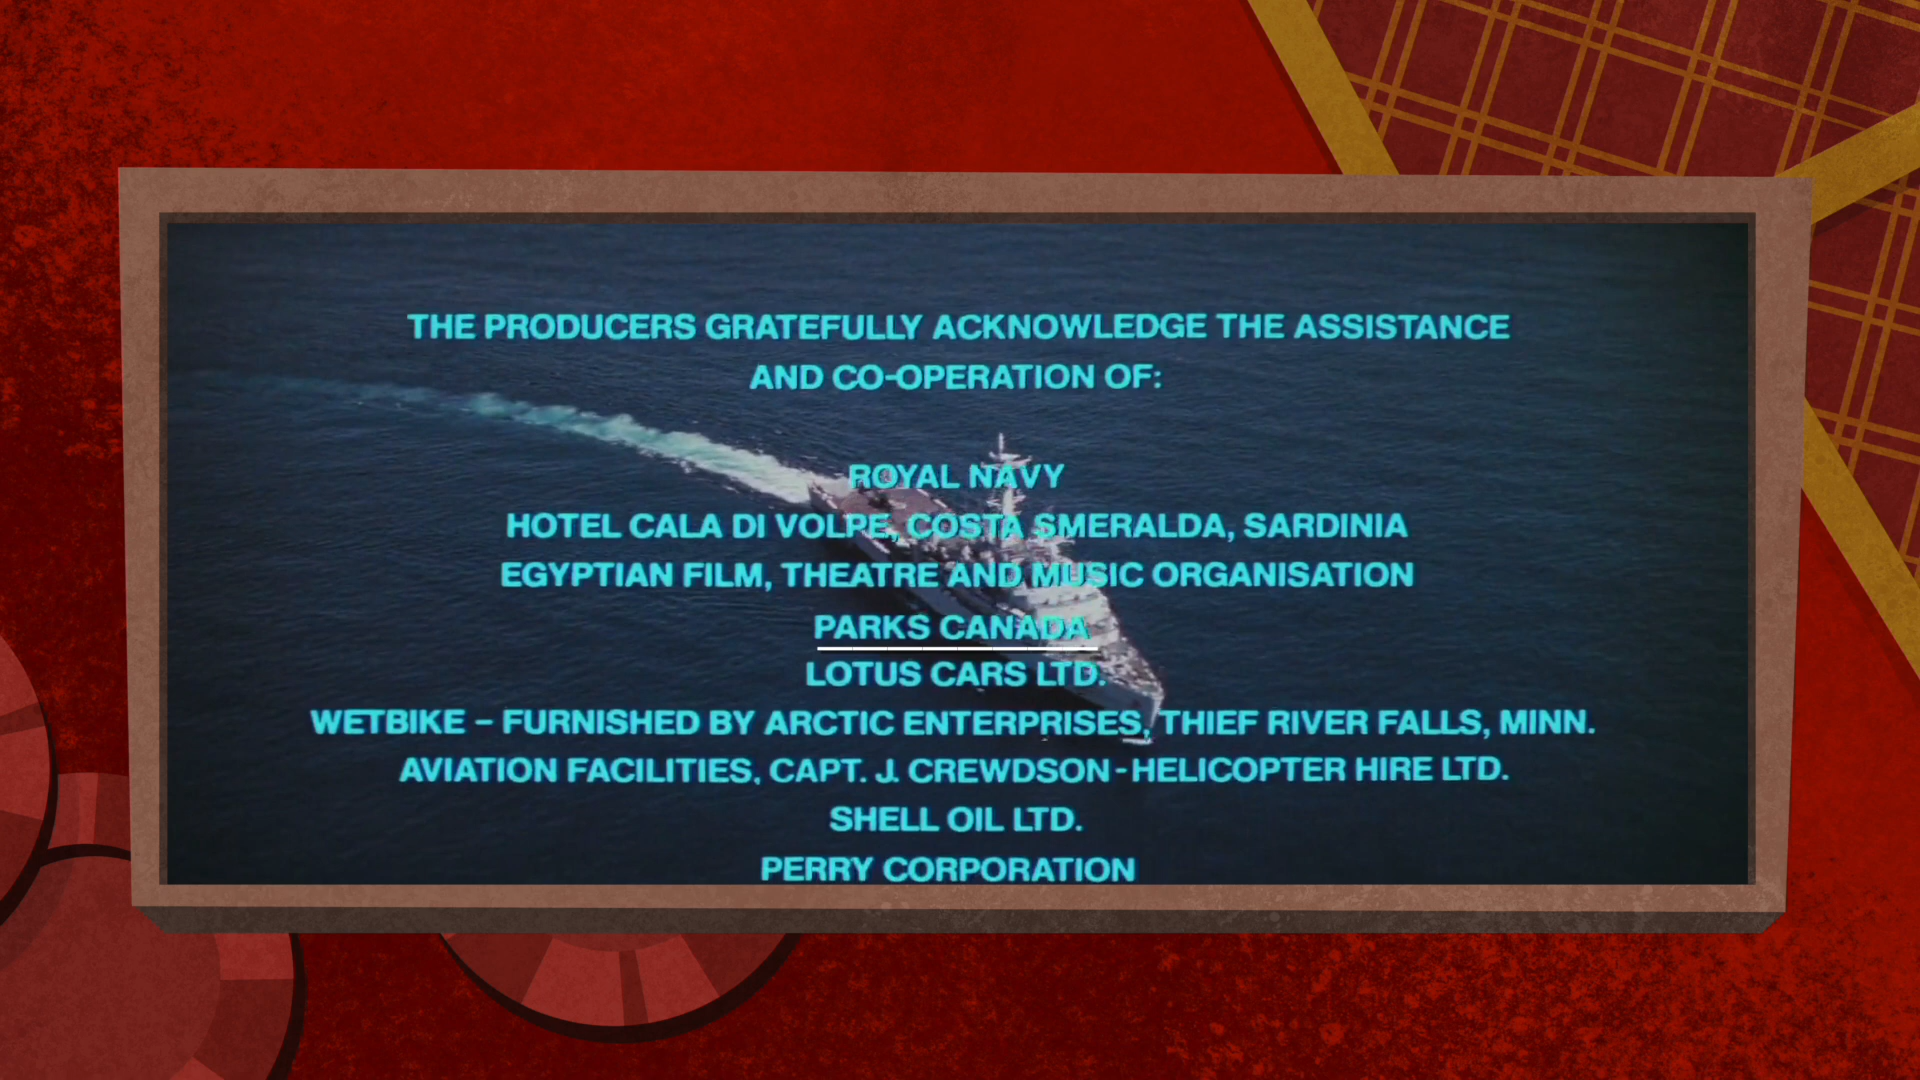 THE PRODUCERS GRATEFULLY ACKNOWLEDGE THE ASSISTANCE
AND CO-OPERATION OF:
ROYAL NAVY
HOTEL CALA DI VOLPE, COSTA SMERALDA, SARDINIA
EGYPTIAN FILM, THEATRE AND MUSIC ORGANISATION
PARKS CANADA
LOTUS CARS LTD.
WETBIKE – FURNISHED BY ARCTIC ENTERPRISES, THIEF RIVER FALLS, MINN.
AVIATION FACILITIES, CAPT. J. CREWDSON-HELICOPTER HIRE LTD.
SHELL OIL LTD.
PERRY CORPORATION